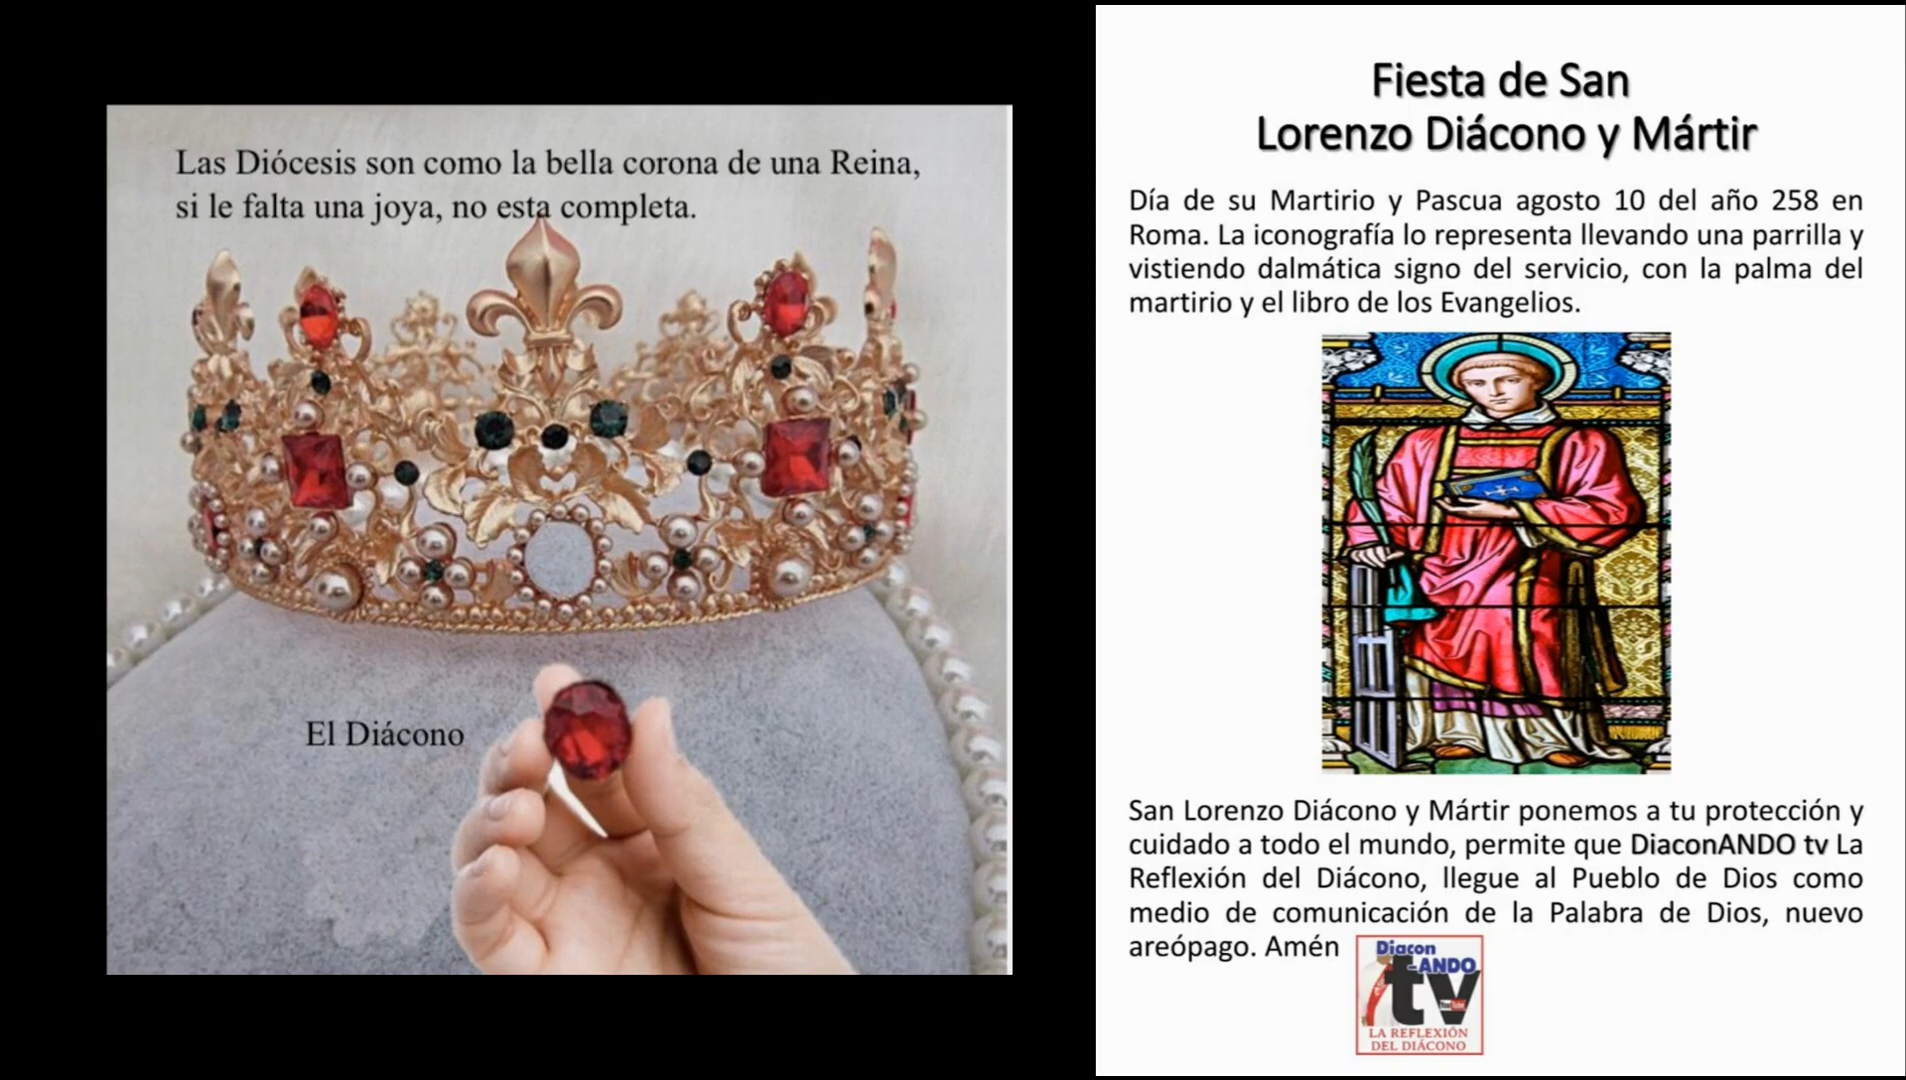 Las Diócesis son como la bella corona de una Reina,
si le falta una joya, no esta completa.
El Diácono
Fiesta de San
Lorenzo Diácono y Mártir
Día de su Martirio y Pascua agosto 10 del año 258 en
Roma. La iconografía lo representa llevando una parrilla y
vistiendo dalmática signo del servicio, con la palma del
martirio y el libro de los Evangelios.
San Lorenzo Diácono y Mártir ponemos a tu protección y
cuidado a todo el mundo, permite que DiaconANDO tv La
Reflexión del Diácono, llegue al Pueblo de Dios como
medio de comunicación de la Palabra de Dios, nuevo
areópago. Amén
Diacon
-ANDO
tv
YouTube
LA REFLEXIÓN
DEL DIÁCONO